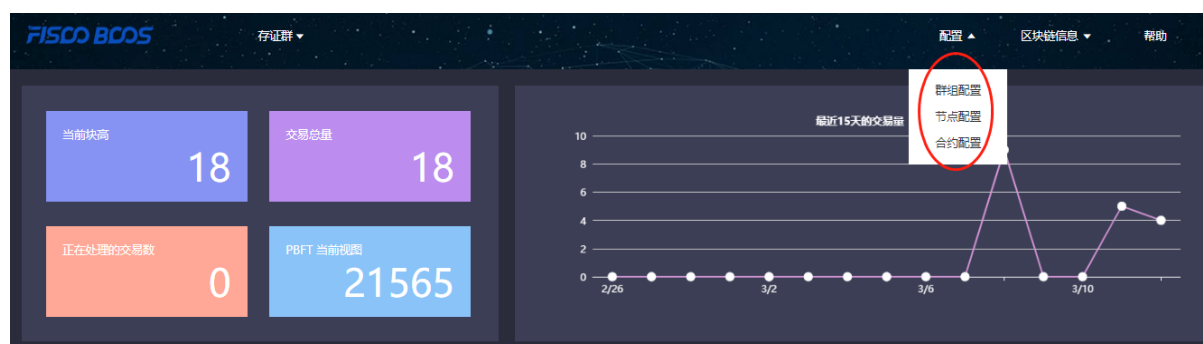 FISCO BCOS 存证群 配置 区块链信息 帮助
群组配置
节点配置
合约配置
当前块高
18
交易总量
18
正在处理的交易数
0
PBFT 当前视图
21565
最近15天的交易量
10
8
6
4
2
0
2/26 3/2 3/6 3/10